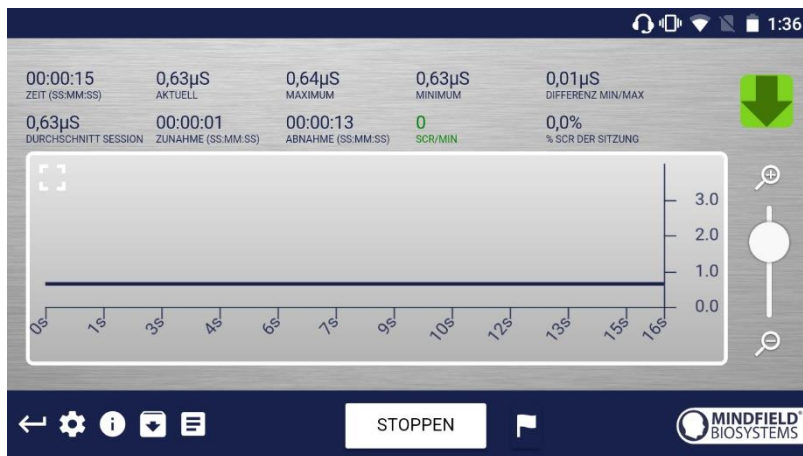 1:36
00:00:15 0,63µS 0,64µS 0,63µS 0,01µS
ZEIT (SS:MM:SS) AKTUELL MAXIMUM MINIMUM DIFFERENZ MIN/MAX
0,63µS 00:00:01 00:00:13 0 0,0%
DURCHSCHNITT SESSION ZUNAHME (SS:MM:SS) ABNAHME (SS:MM:SS) SCR/MIN % SCR DER SITZUNG
3.0
2.0
1.0
0.0
0s 1s 3s 4s 6s 7s 9s 10s 12s 13s 15s 16s
STOPPEN
MINDFIELD®
BIOSYSTEMS